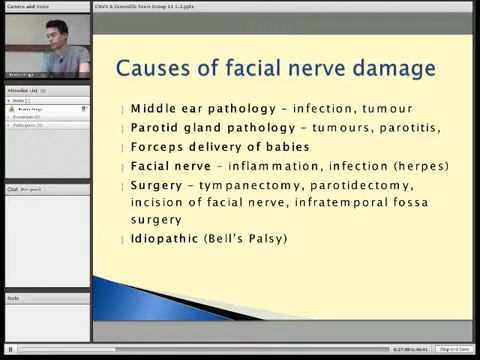 Camera and Voice
Attendee List (1)
Chat
Note
Causes of facial nerve damage
Middle ear pathology – infection, tumour
Parotid gland pathology – tumours, parotitis,
Forceps delivery of babies
Facial nerve – inflammation, infection (herpes)
Surgery – tympanectomy, parotidectomy,
incision of facial nerve, infratemporal fossa
surgery
Idiopathic (Bell's Palsy)